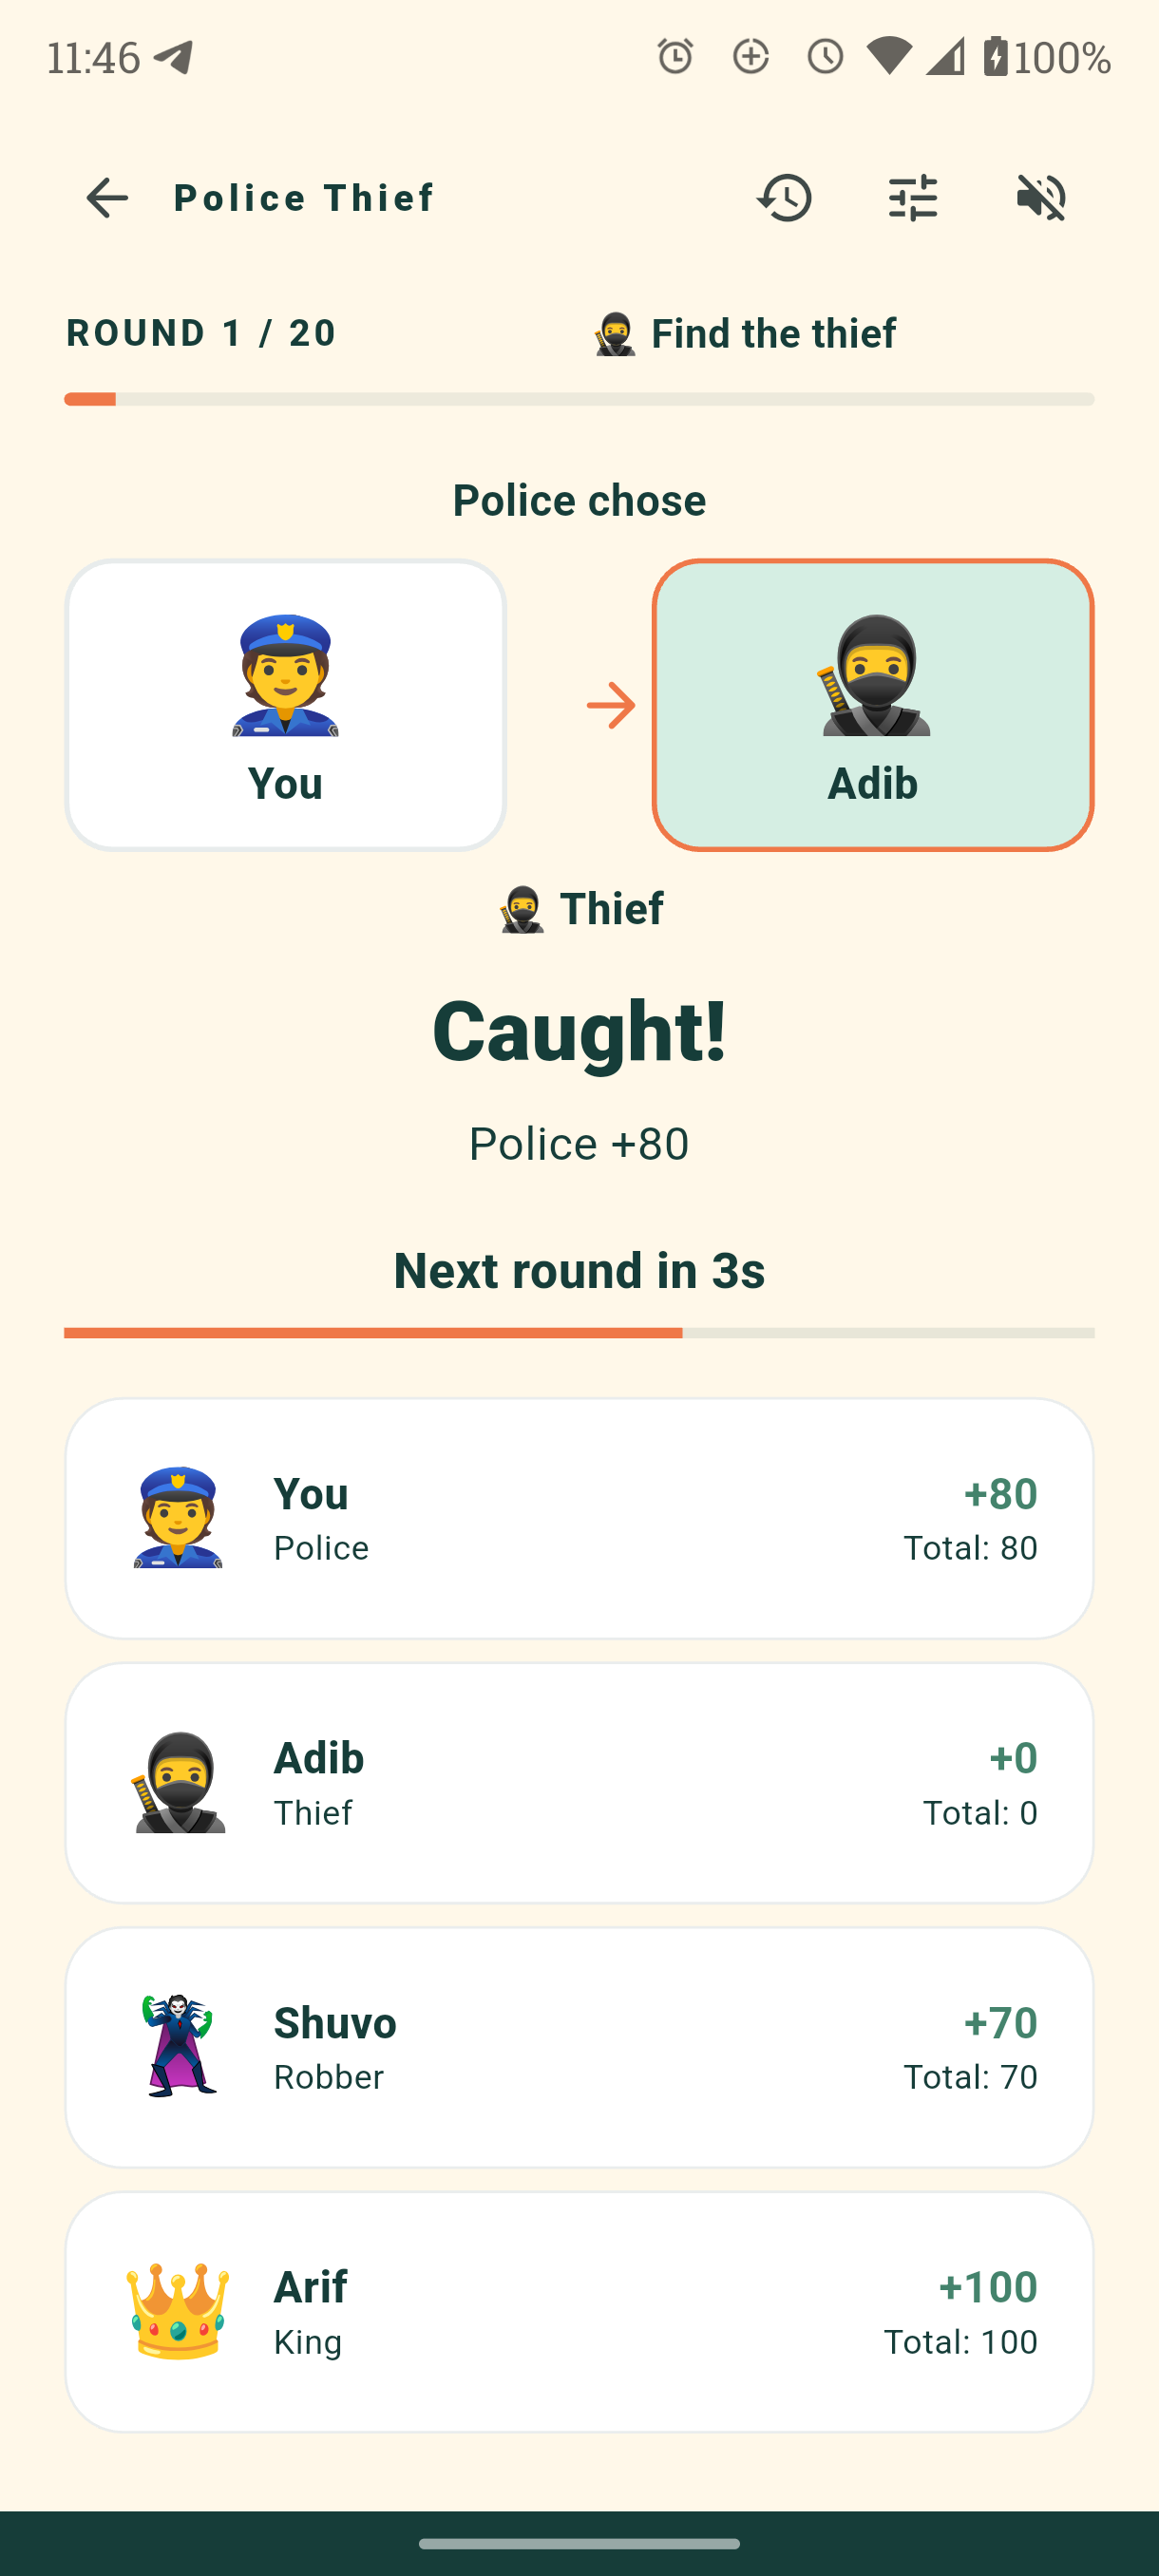 11:46
100%
Police Thief
ROUND 1 / 20
Find the thief
Police chose
You
Adib
Thief
Caught!
Police +80
Next round in 3s
You
+80
Police
Total: 80
Adib
+0
Thief
Total: 0
Shuvo
+70
Robber
Total: 70
Arif
+100
King
Total: 100